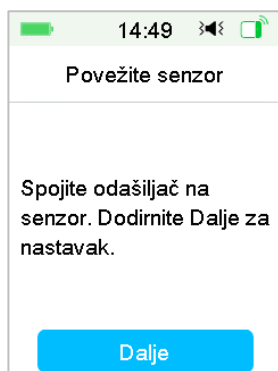 14:49
Povežite senzor
Spojite odašiljač na
senzor. Dodirnite Dalje za
nastavak.
Dalje